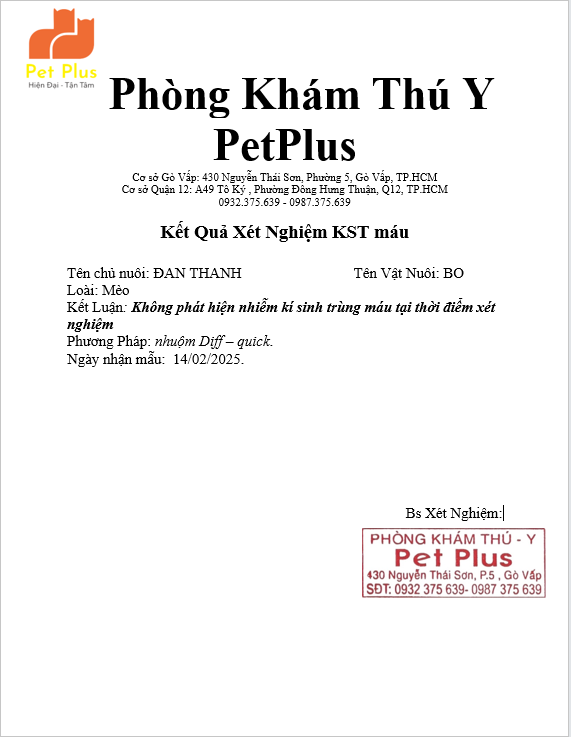 Pet Plus
Hiện Đại - Tận Tâm
Phòng Khám Thú Y
PetPlus
Cơ sở Gò Vấp: 430 Nguyễn Thái Sơn, Phường 5, Gò Vấp, TP.HCM
Cơ sở Quận 12: A49 Tô Ký , Phường Đông Hưng Thuận, Q12, TP.HCM
0932.375.639 - 0987.375.639
Kết Quả Xét Nghiệm KST máu
Tên chủ nuôi: ĐAN THANH Tên Vật Nuôi: BO
Loài: Mèo
Kết Luận: Không phát hiện nhiễm kí sinh trùng máu tại thời điểm xét
nghiệm
Phương Pháp: nhuộm Diff – quick.
Ngày nhận mẫu: 14/02/2025.
Bs Xét Nghiệm:
PHÒNG KHÁM THÚ - Y
Pet Plus
430 Nguyễn Thái Sơn, P.5 , Gò Vấp
SĐT: 0932 375 639- 0987 375 639